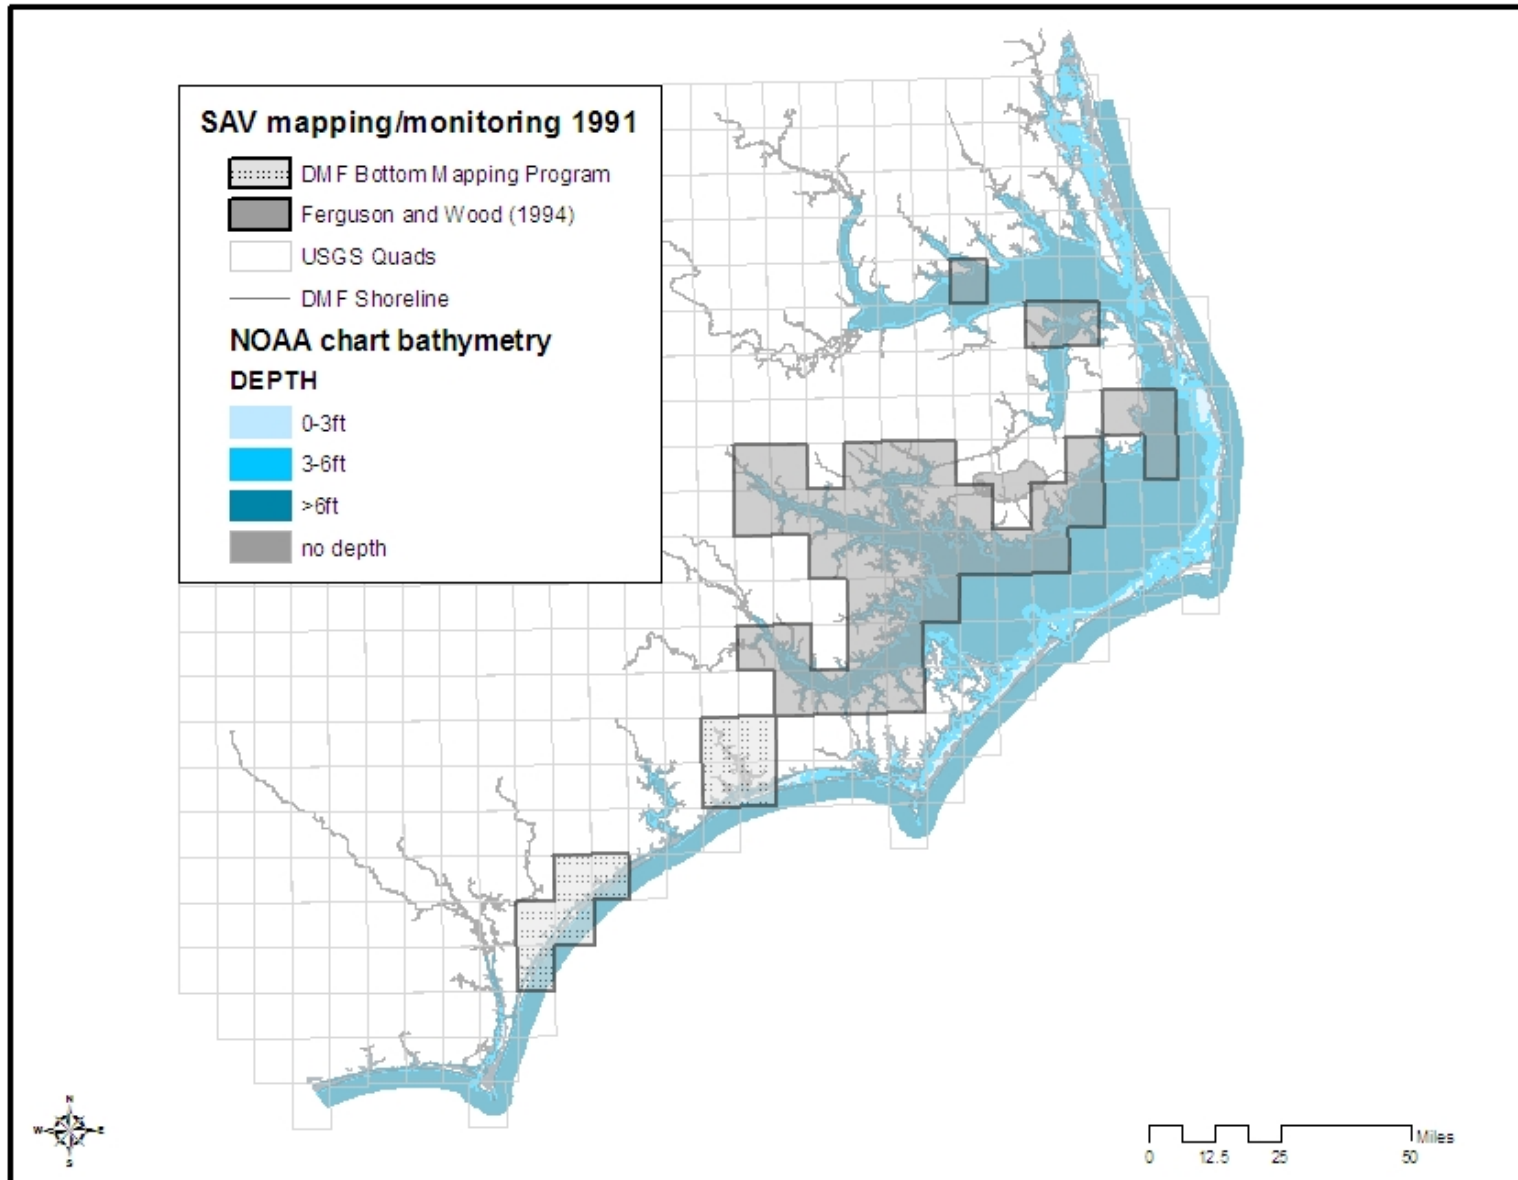 SAV mapping/monitoring 1991
DMF Bottom Mapping Program
Ferguson and Wood (1994)
USGS Quads
DMF Shoreline
NOAA chart bathymetry
DEPTH
0-3ft
3-6ft
>6ft
no depth
N
W E
S
Miles
0 12.5 25 50